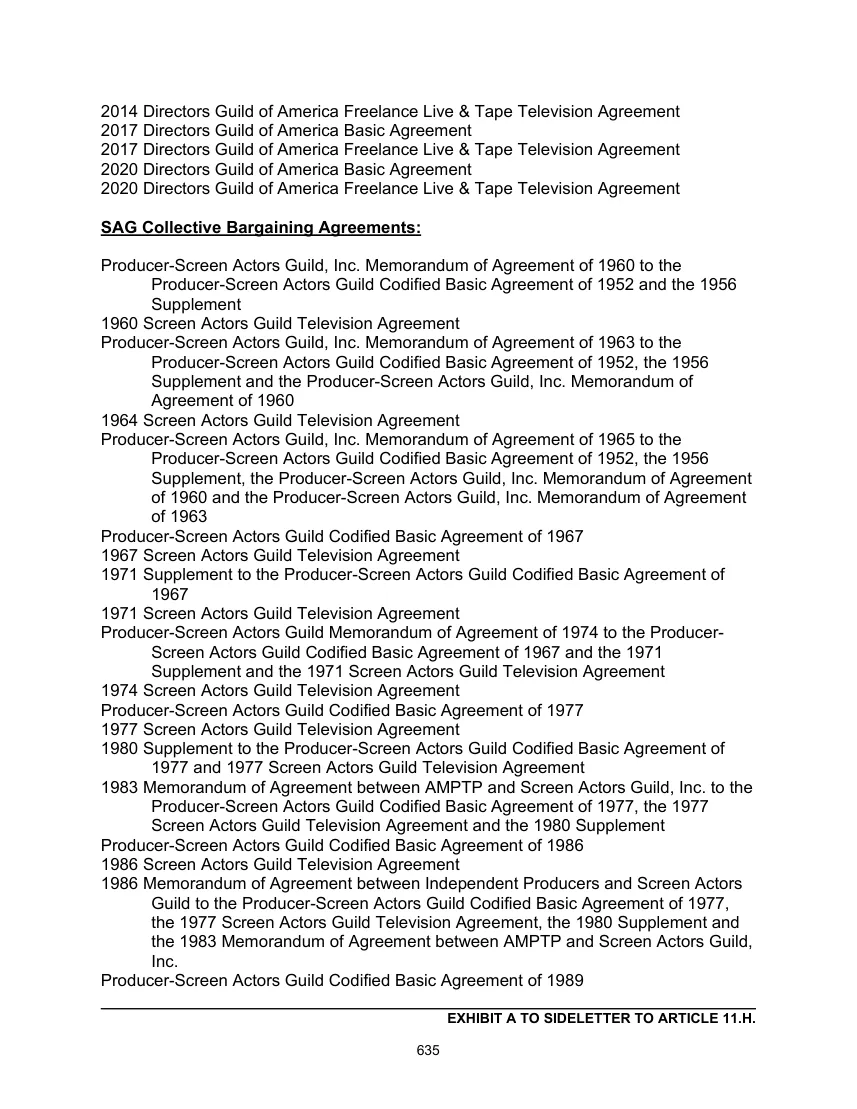 2014 Directors Guild of America Freelance Live & Tape Television Agreement
2017 Directors Guild of America Basic Agreement
2017 Directors Guild of America Freelance Live & Tape Television Agreement
2020 Directors Guild of America Basic Agreement
2020 Directors Guild of America Freelance Live & Tape Television Agreement
SAG Collective Bargaining Agreements:
Producer-Screen Actors Guild, Inc. Memorandum of Agreement of 1960 to the
Producer-Screen Actors Guild Codified Basic Agreement of 1952 and the 1956
Supplement
1960 Screen Actors Guild Television Agreement
Producer-Screen Actors Guild, Inc. Memorandum of Agreement of 1963 to the
Producer-Screen Actors Guild Codified Basic Agreement of 1952, the 1956
Supplement and the Producer-Screen Actors Guild, Inc. Memorandum of
Agreement of 1960
1964 Screen Actors Guild Television Agreement
Producer-Screen Actors Guild, Inc. Memorandum of Agreement of 1965 to the
Producer-Screen Actors Guild Codified Basic Agreement of 1952, the 1956
Supplement, the Producer-Screen Actors Guild, Inc. Memorandum of Agreement
of 1960 and the Producer-Screen Actors Guild, Inc. Memorandum of Agreement
of 1963
Producer-Screen Actors Guild Codified Basic Agreement of 1967
1967 Screen Actors Guild Television Agreement
1971 Supplement to the Producer-Screen Actors Guild Codified Basic Agreement of
1967
1971 Screen Actors Guild Television Agreement
Producer-Screen Actors Guild Memorandum of Agreement of 1974 to the Producer-
Screen Actors Guild Codified Basic Agreement of 1967 and the 1971
Supplement and the 1971 Screen Actors Guild Television Agreement
1974 Screen Actors Guild Television Agreement
Producer-Screen Actors Guild Codified Basic Agreement of 1977
1977 Screen Actors Guild Television Agreement
1980 Supplement to the Producer-Screen Actors Guild Codified Basic Agreement of
1977 and 1977 Screen Actors Guild Television Agreement
1983 Memorandum of Agreement between AMPTP and Screen Actors Guild, Inc. to the
Producer-Screen Actors Guild Codified Basic Agreement of 1977, the 1977
Screen Actors Guild Television Agreement and the 1980 Supplement
Producer-Screen Actors Guild Codified Basic Agreement of 1986
1986 Screen Actors Guild Television Agreement
1986 Memorandum of Agreement between Independent Producers and Screen Actors
Guild to the Producer-Screen Actors Guild Codified Basic Agreement of 1977,
the 1977 Screen Actors Guild Television Agreement, the 1980 Supplement and
the 1983 Memorandum of Agreement between AMPTP and Screen Actors Guild,
Inc.
Producer-Screen Actors Guild Codified Basic Agreement of 1989
EXHIBIT A TO SIDELETTER TO ARTICLE 11.H.
635